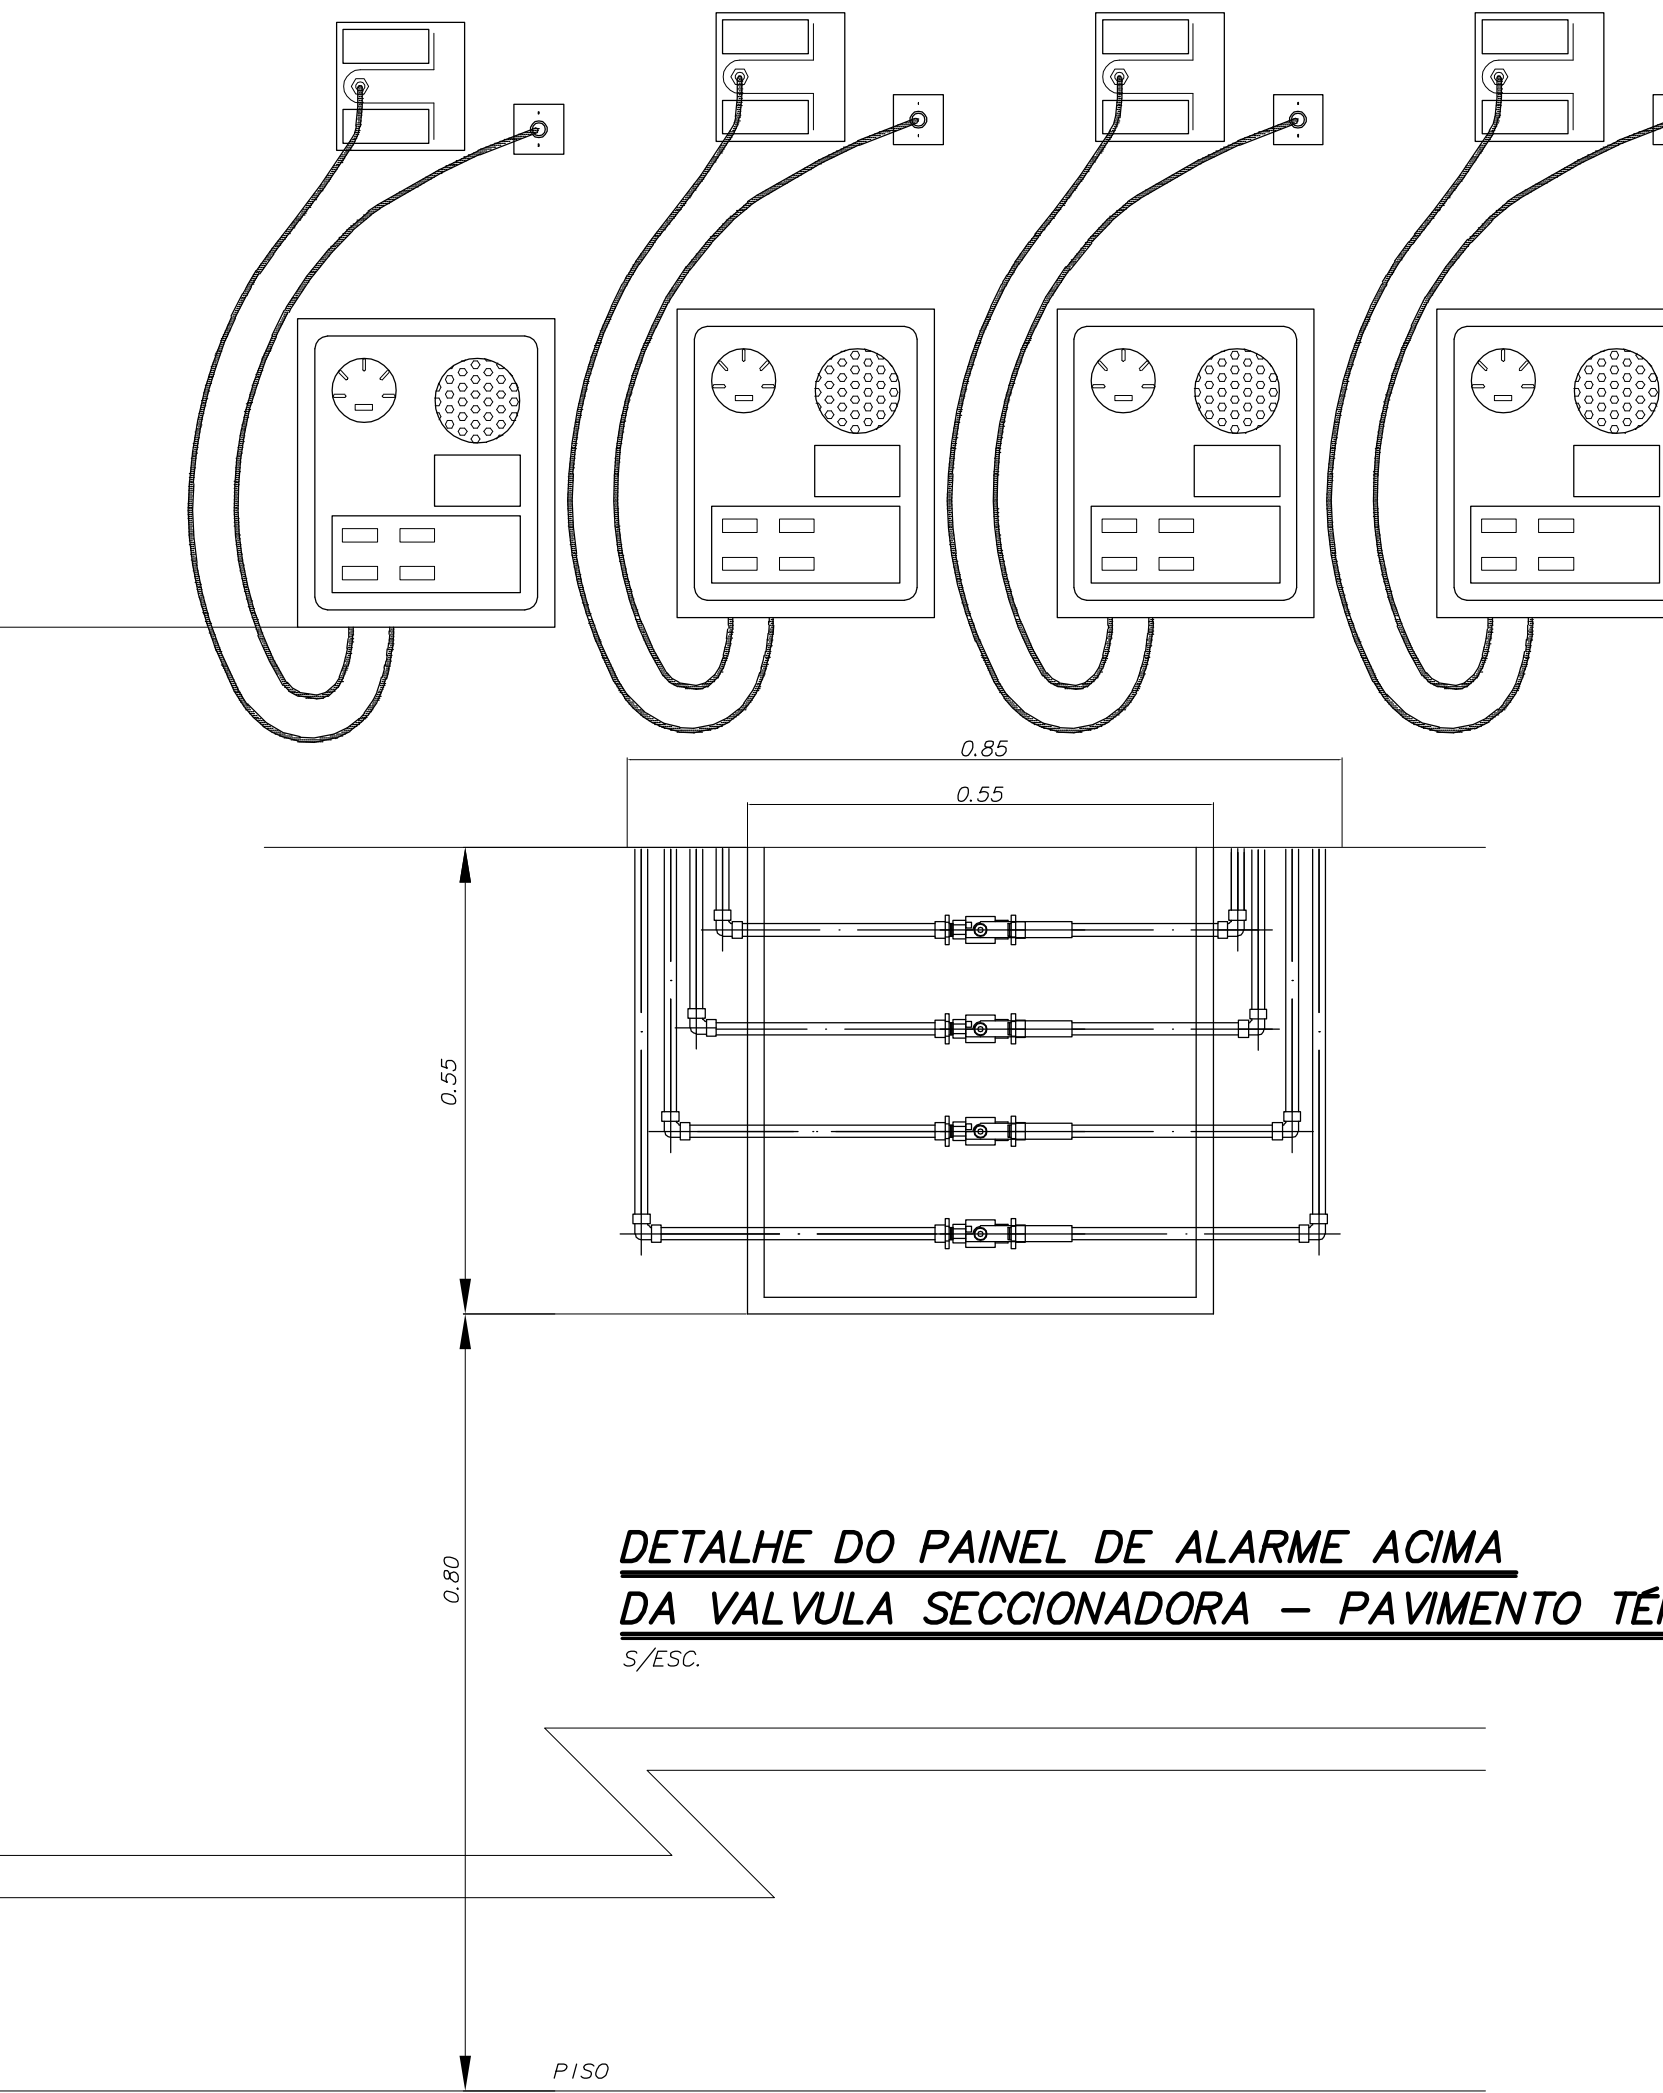 0.85
0.55
0.55
0.80
DETALHE DO PAINEL DE ALARME ACIMA
DA VALVULA SECCIONADORA – PAVIMENTO
S/ESC.
PISO